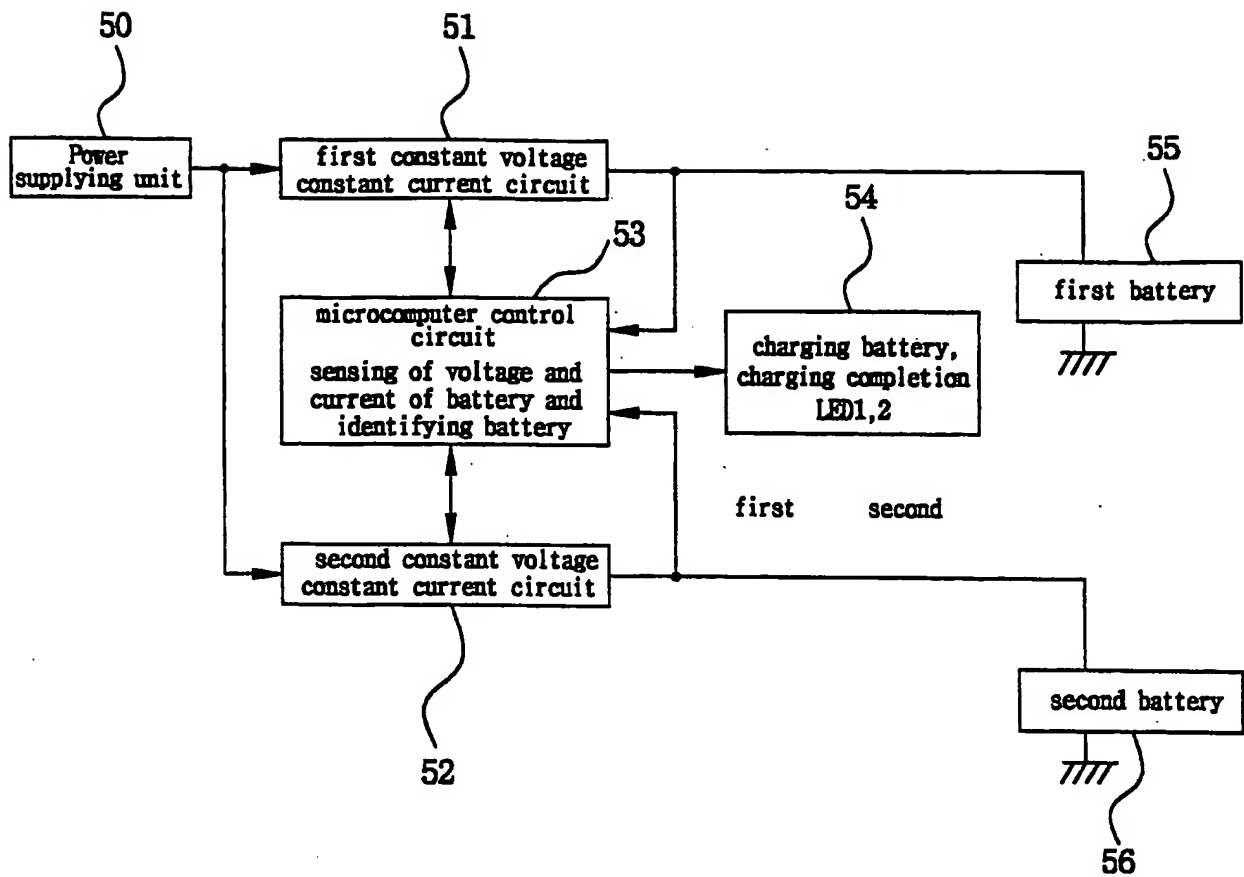 50
51
Power
supplying unit
first constant voltage
constant current circuit
55
54
53
first battery
microcomputer control
circuit
sensing of voltage and
current of battery and
identifying battery
charging battery,
charging completion
LED1,2
first second
second constant voltage
constant current circuit
second battery
52
56